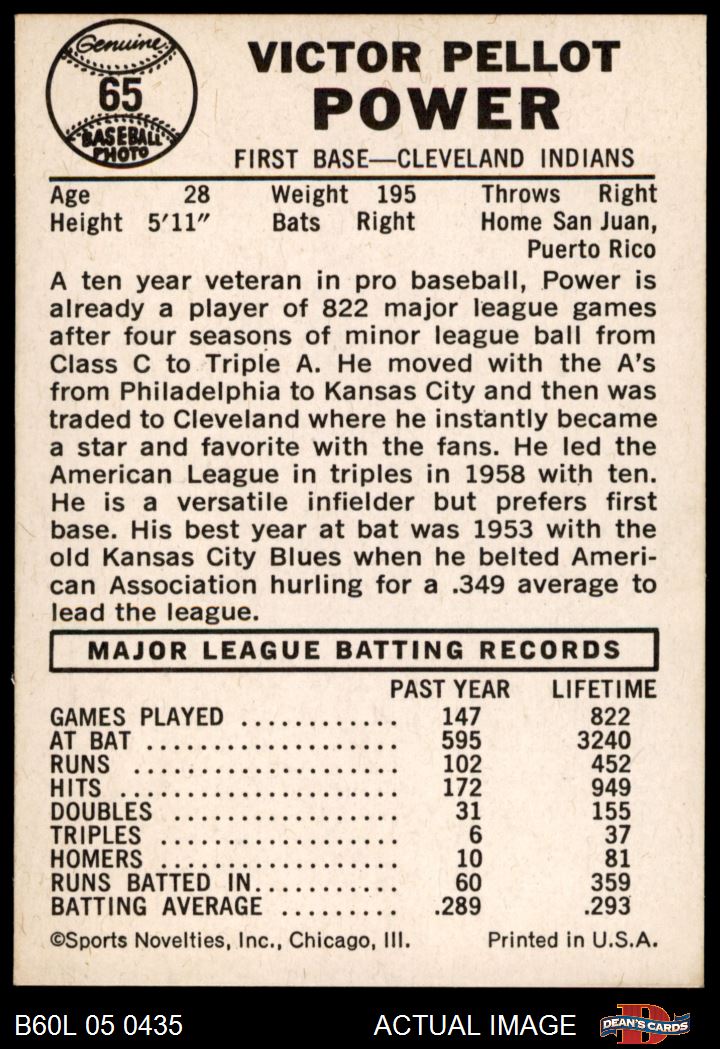 Genuine
65
BASEBALL
PHOTO
VICTOR PELLOT
POWER
FIRST BASE—CLEVELAND INDIANS
Age 28 Weight 195 Throws Right
Height 5'11" Bats Right Home San Juan,
Puerto Rico
A ten year veteran in pro baseball, Power is
already a player of 822 major league games
after four seasons of minor league ball from
Class C to Triple A. He moved with the A's
from Philadelphia to Kansas City and then was
traded to Cleveland where he instantly became
a star and favorite with the fans. He led the
American League in triples in 1958 with ten.
He is a versatile infielder but prefers first
base. His best year at bat was 1953 with the
old Kansas City Blues when he belted Ameri-
can Association hurling for a .349 average to
lead the league.
MAJOR LEAGUE BATTING RECORDS
PAST YEAR LIFETIME
GAMES PLAYED ............ 147 822
AT BAT .................... 595 3240
RUNS ..................... 102 452
HITS ...................... 172 949
DOUBLES ................... 31 155
TRIPLES ................... 6 37
HOMERS ................... 10 81
RUNS BATTED IN........... 60 359
BATTING AVERAGE ......... .289 .293
©Sports Novelties, Inc., Chicago, Ill. Printed in U.S.A.
B60L 05 0435 ACTUAL IMAGE D DEAN'S CARDS